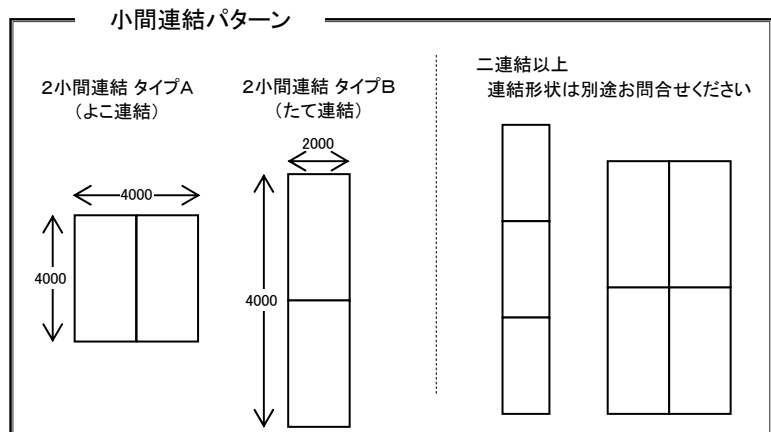 小間連結パターン
2小間連結 タイプA
（よこ連結）
4000
4000
2小間連結 タイプB
（たて連結）
2000
4000
二連結以上
連結形状は別途お問合せください